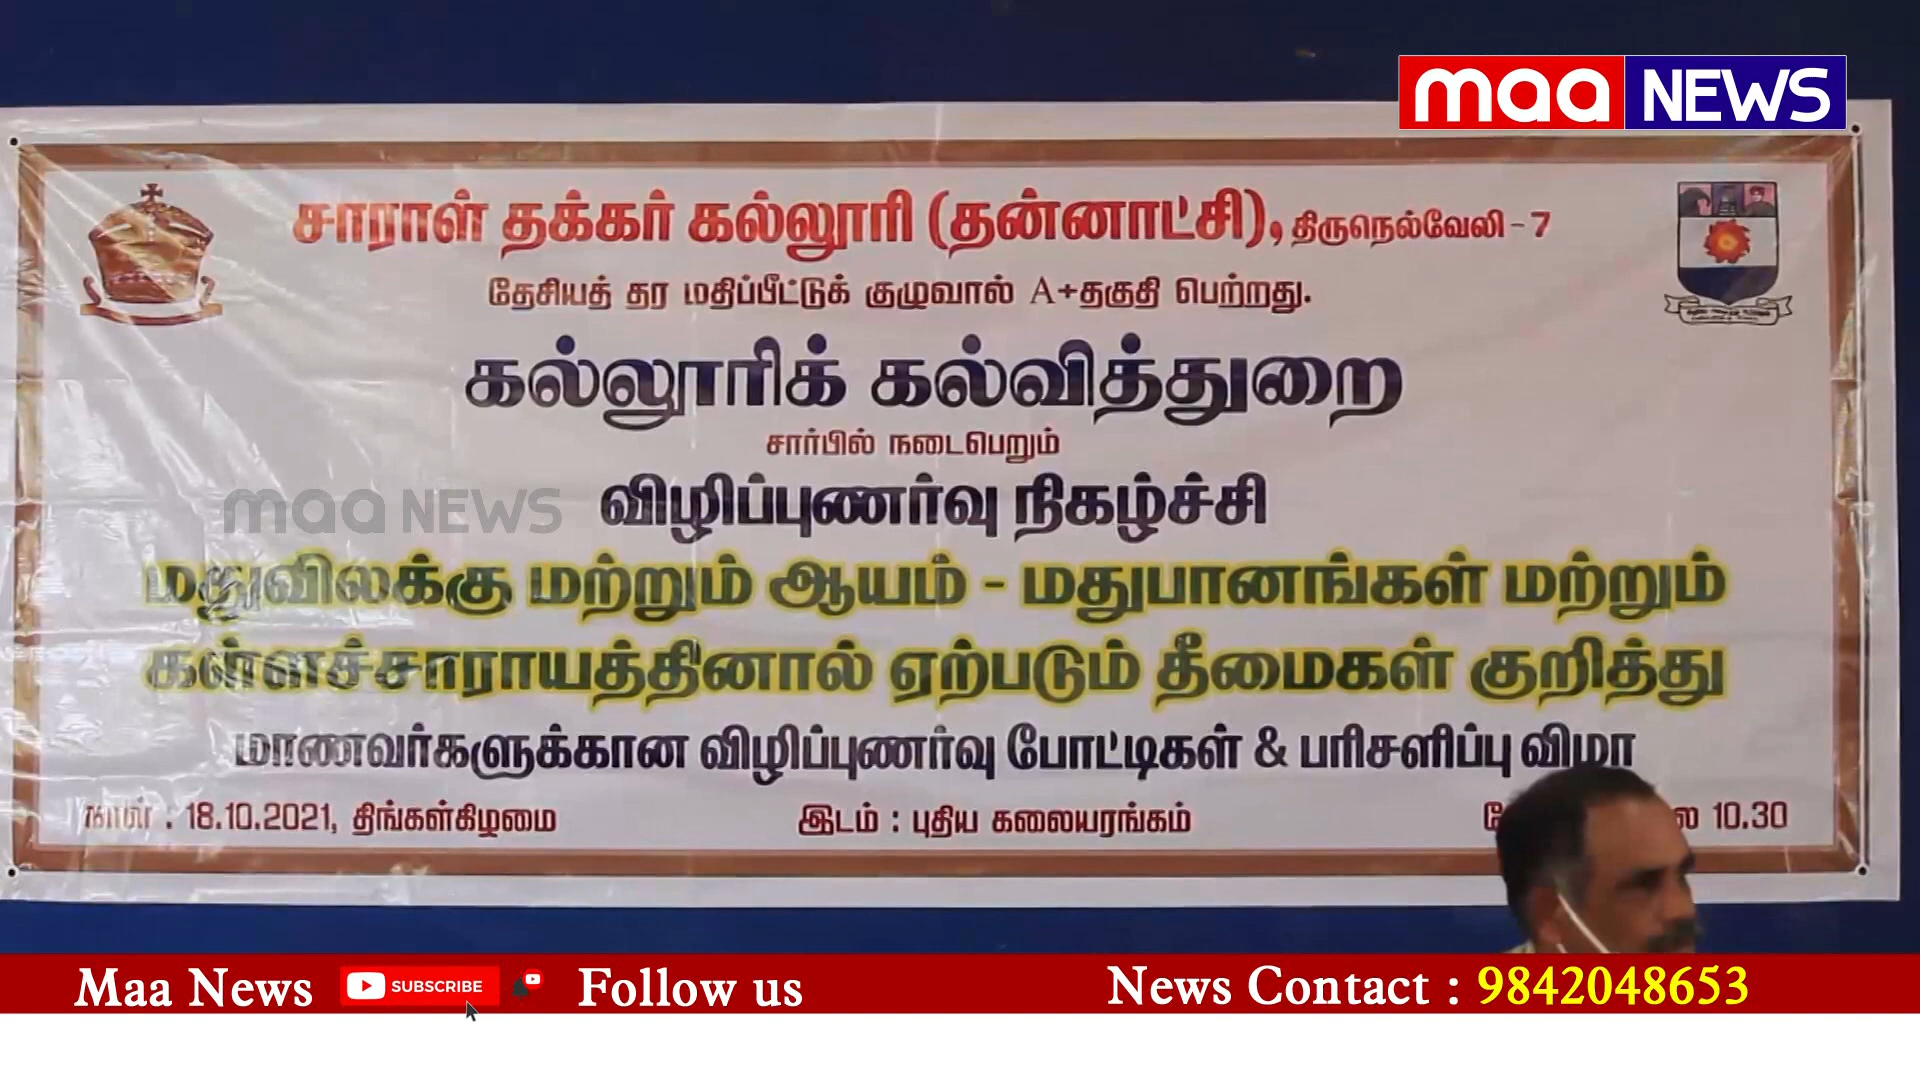 maa NEWS
சாராள் தக்கர் கல்லூரி (தன்னாட்சி), திருநெல்வேலி - 7
தேசியத் தர மதிப்பீட்டுக் குழுவால் A+தகுதி பெற்றது.
கல்லூரிக் கல்வித்துறை
சார்பில் நடைபெறும்
விழிப்புணர்வு நிகழ்ச்சி
maa NEWS
மதுவிலக்கு மற்றும் ஆயம் - மதுபானங்கள் மற்றும்
கள்ளச்சாராயத்தினால் ஏற்படும் தீமைகள் குறித்து
மாணவர்களுக்கான விழிப்புணர்வு போட்டிகள் & பரிசளிப்பு விழா
நாள் : 18.10.2021, திங்கள்கிழமை இடம் : புதிய கலையரங்கம் 10.30
Maa News SUBSCRIBE Follow us News Contact : 9842048653